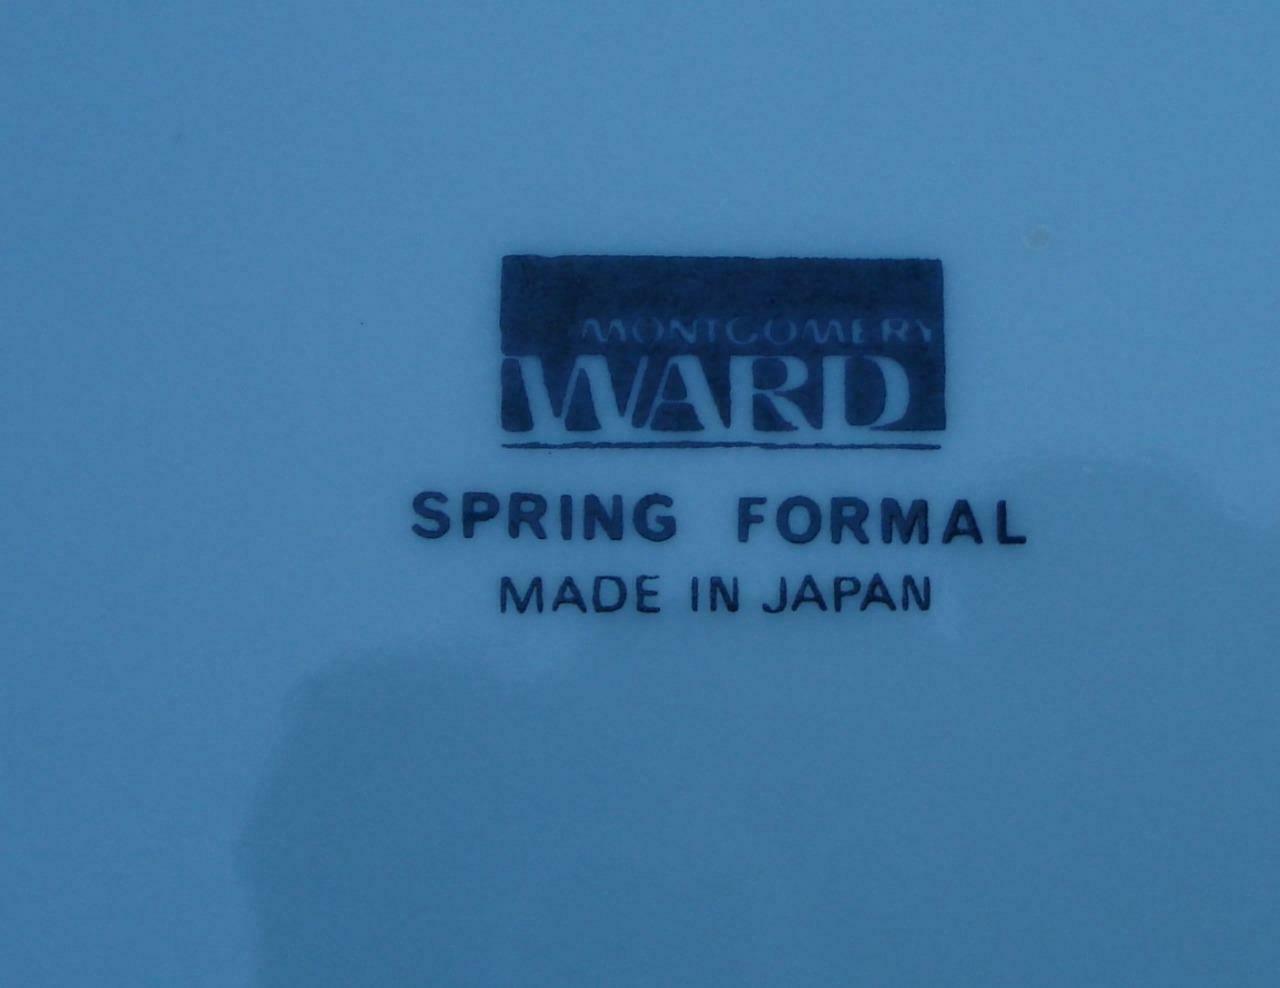 MONTGOMERY
WARD
SPRING FORMAL
MADE IN JAPAN